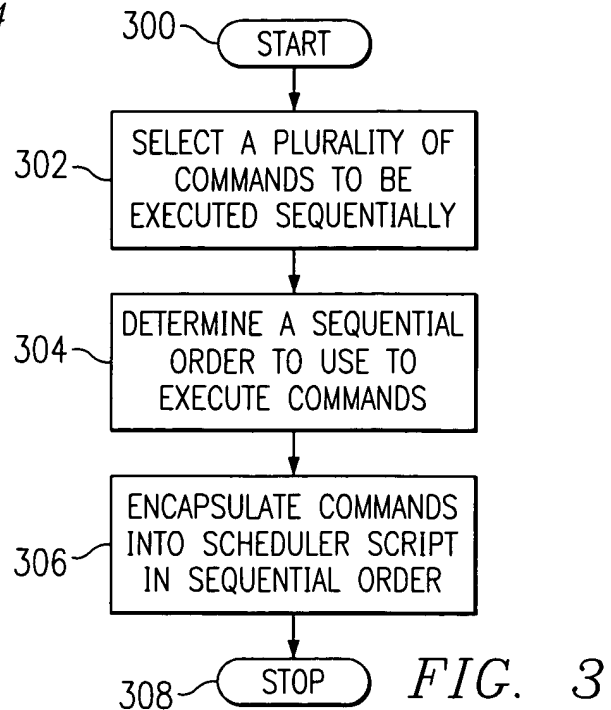 4
300
START
302
SELECT A PLURALITY OF
COMMANDS TO BE
EXECUTED SEQUENTIALLY
304
DETERMINE A SEQUENTIAL
ORDER TO USE TO
EXECUTE COMMANDS
306
ENCAPSULATE COMMANDS
INTO SCHEDULER SCRIPT
IN SEQUENTIAL ORDER
308
STOP
FIG. 3